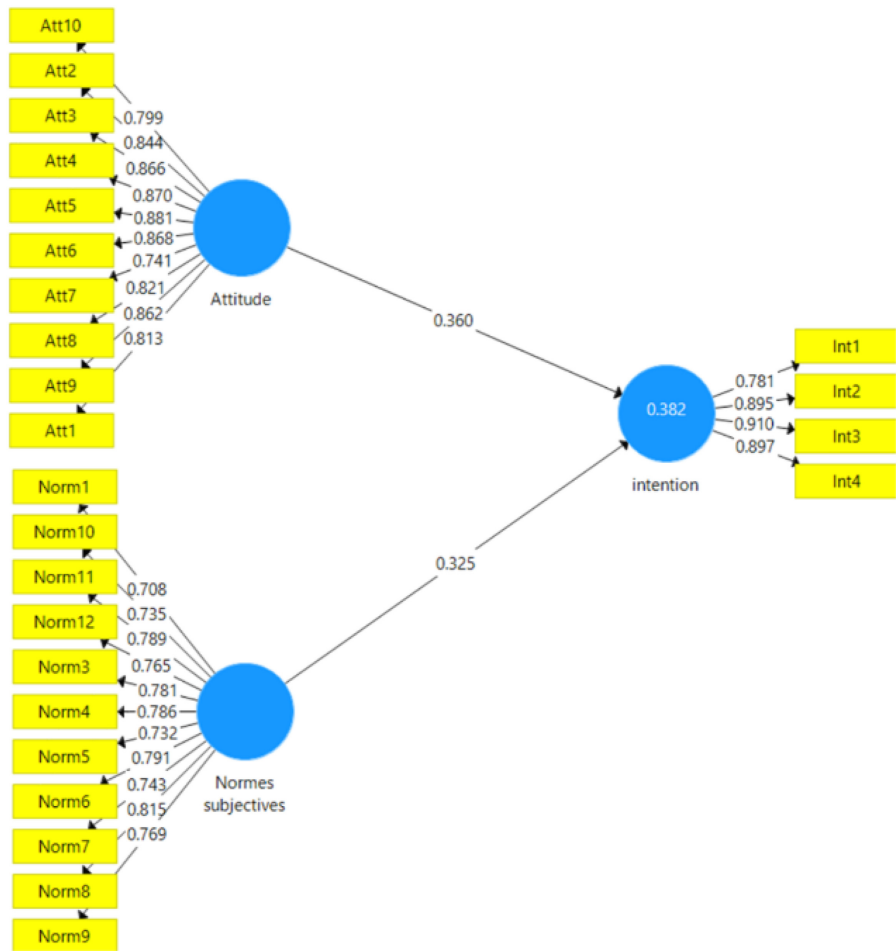 Att10
Att2
Att3
Att4
Att5
Att6
Att7
Att8
Att9
Att1
0.799
0.844
0.866
0.870
0.881
0.868
0.741
0.821
0.862
0.813
Attitude
0.360
Norm1
Norm10
Norm11
Norm12
Norm3
Norm4
Norm5
Norm6
Norm7
Norm8
Norm9
0.708
0.735
0.789
0.765
0.781
0.786
0.732
0.791
0.743
0.815
0.769
Normes
subjectives
0.325
0.382
intention
0.781
0.895
0.910
0.897
Int1
Int2
Int3
Int4